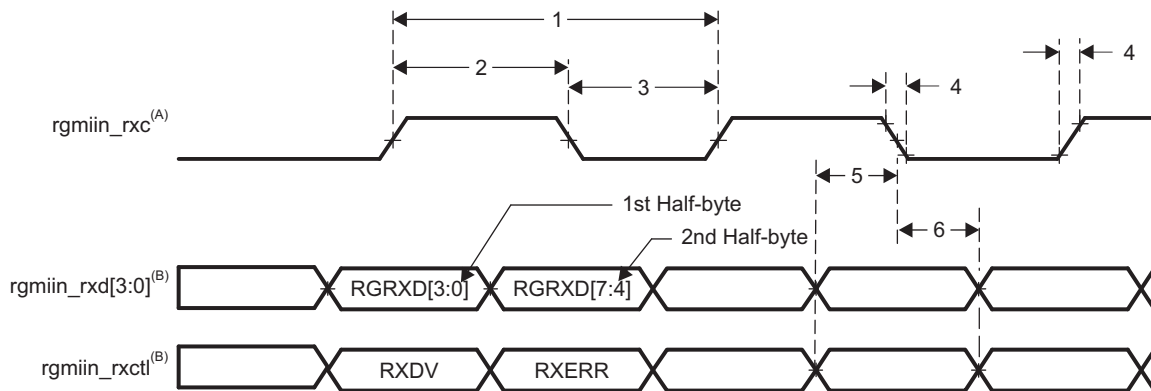 1
2
3
4
4
rgmiin_rxc(A)
5
1st Half-byte
6
2nd Half-byte
rgmiin_rxd[3:0](B)
RGRXD[3:0]
RGRXD[7:4]
rgmiin_rxctl(B)
RXDV
RXERR